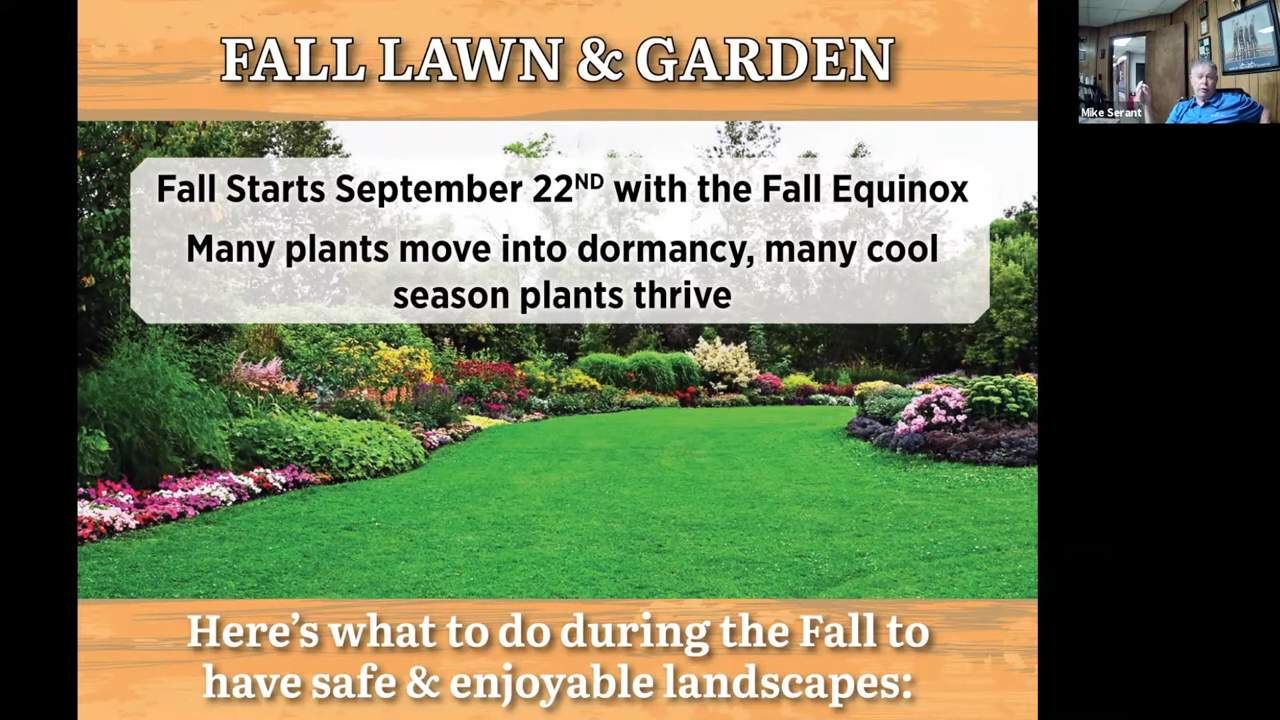 FALL LAWN & GARDEN
Mike Serant
Fall Starts September 22ND with the Fall Equinox
Many plants move into dormancy, many cool
season plants thrive
Here's what to do during the Fall to
have safe & enjoyable landscapes: